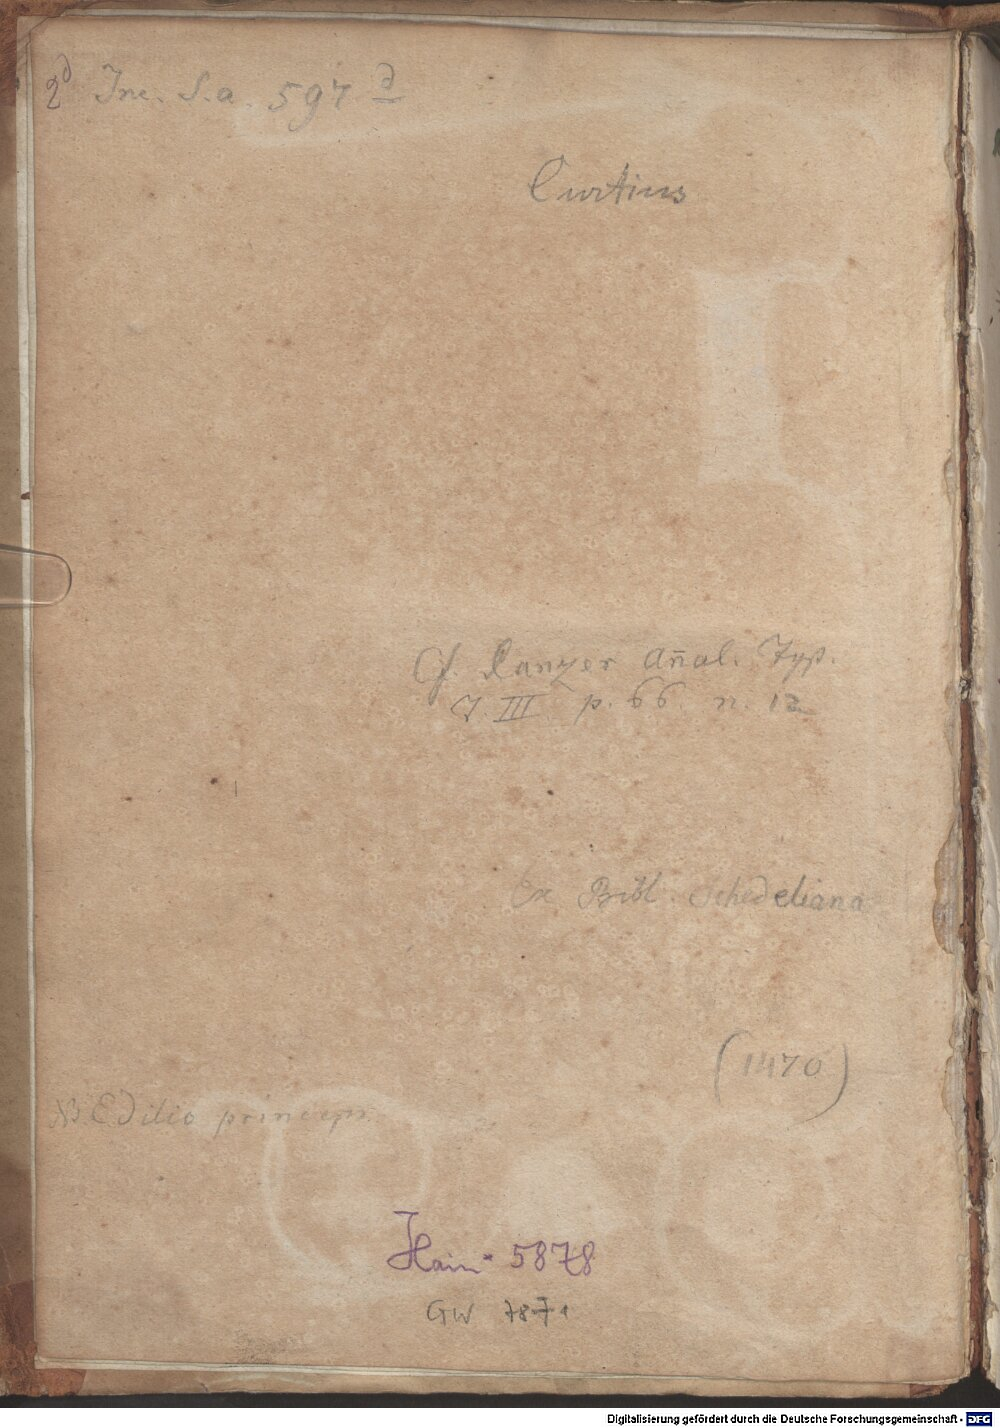 2° Inc. s.a. 597 d
Curtius
Cf. Panzer Añal. Typ.
T. III p. 66. n. 12
Ex Bibl. Schedeliana
(1470)
NB. Editio princeps.
Hain 5878
GW 7871
Digitalisierung gefördert durch die Deutsche Forschungsgemeinschaft - DFG